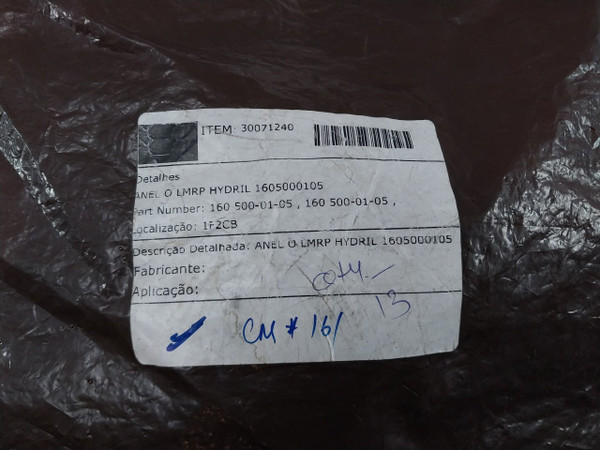 ITEM: 30071240
Detalhes
ANEL O LMRP HYDRIL 1605000105
Part Number: 160 500-01-05 , 160 500-01-05 ,
Localização: 1F2CB
Descrição Detalhada: ANEL O LMRP HYDRIL 1605000105
Fabricante:
Aplicação:
13
CM # 161